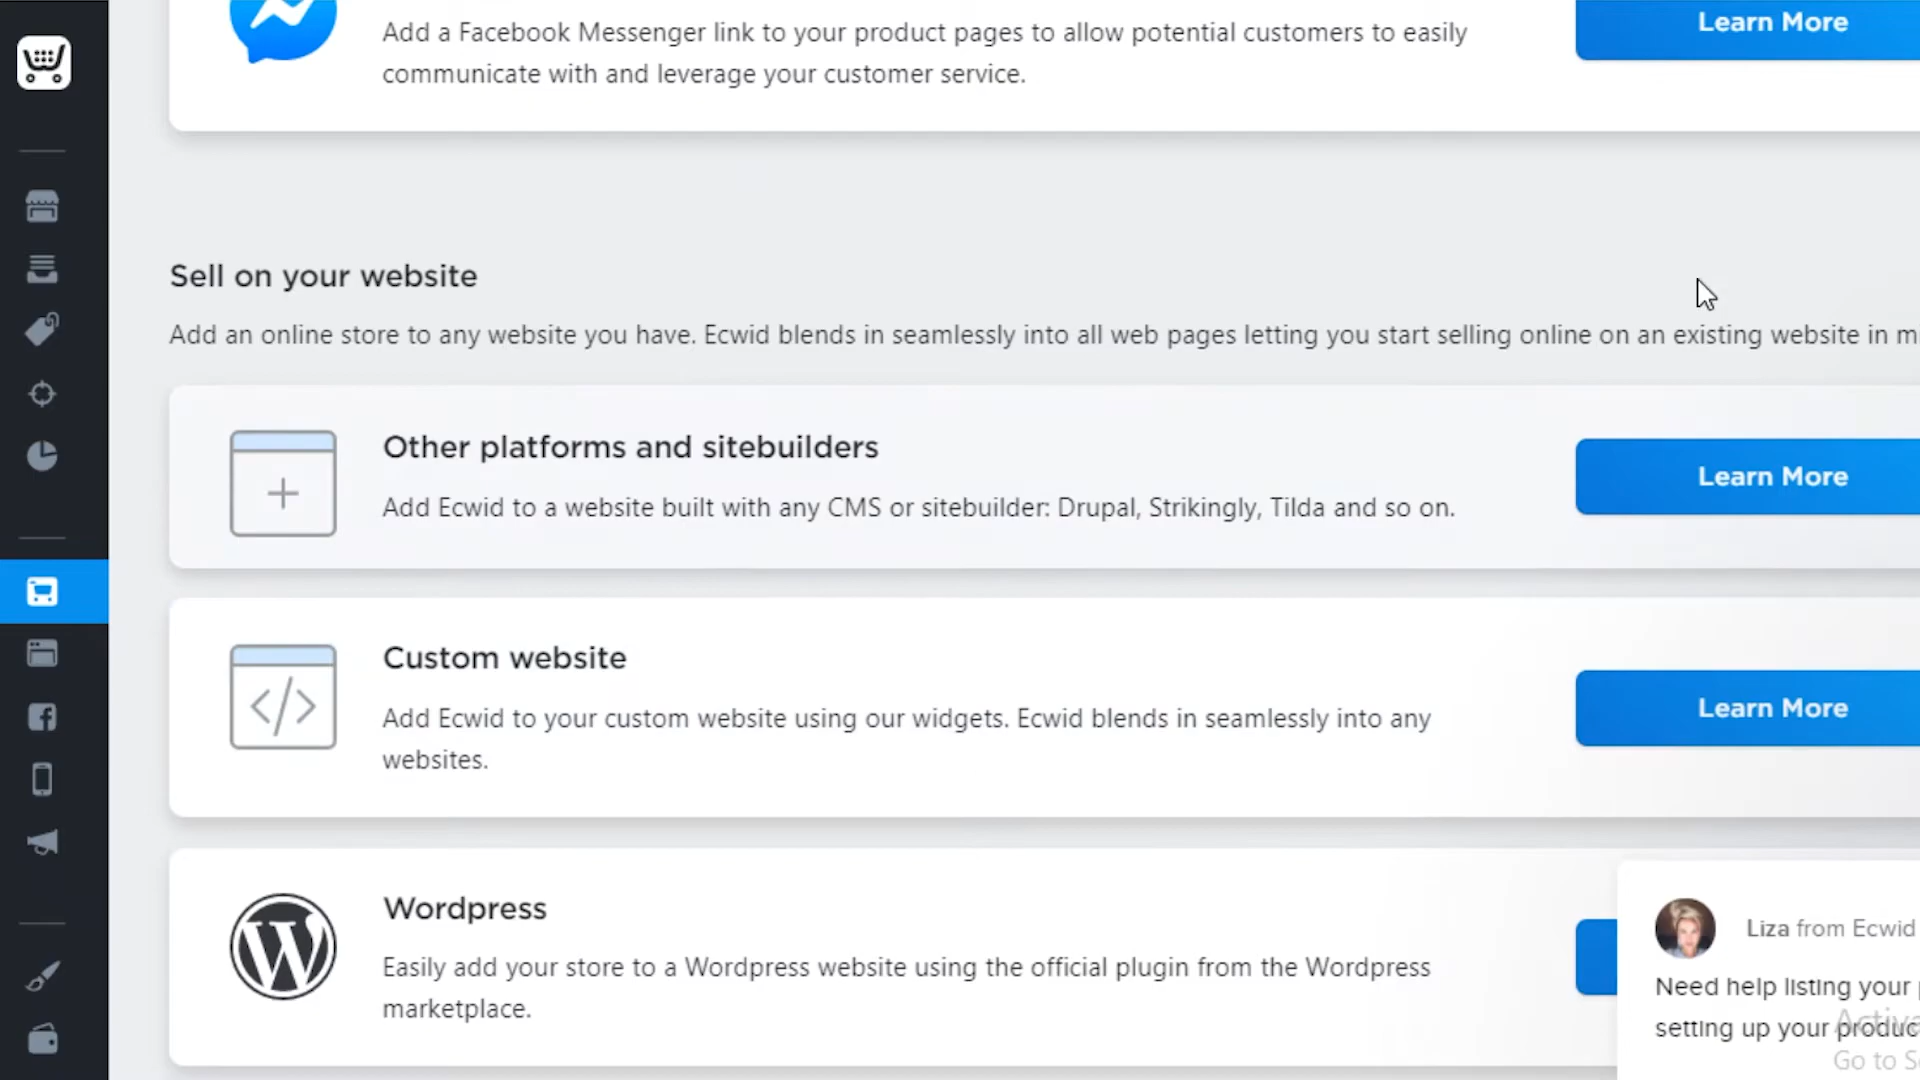 Add a Facebook Messenger link to your product pages to allow potential customers to easily
communicate with and leverage your customer service.
Learn More
Sell on your website
Add an online store to any website you have. Ecwid blends in seamlessly into all web pages letting you start selling online on an existing website in
Other platforms and sitebuilders
Add Ecwid to a website built with any CMS or sitebuilder: Drupal, Strikingly, Tilda and so on.
Learn More
Custom website
Add Ecwid to your custom website using our widgets. Ecwid blends in seamlessly into any
websites.
Learn More
Wordpress
Easily add your store to a Wordpress website using the official plugin from the Wordpress
marketplace.
Liza from Ecwid
Need help listing your
setting up your
Go to